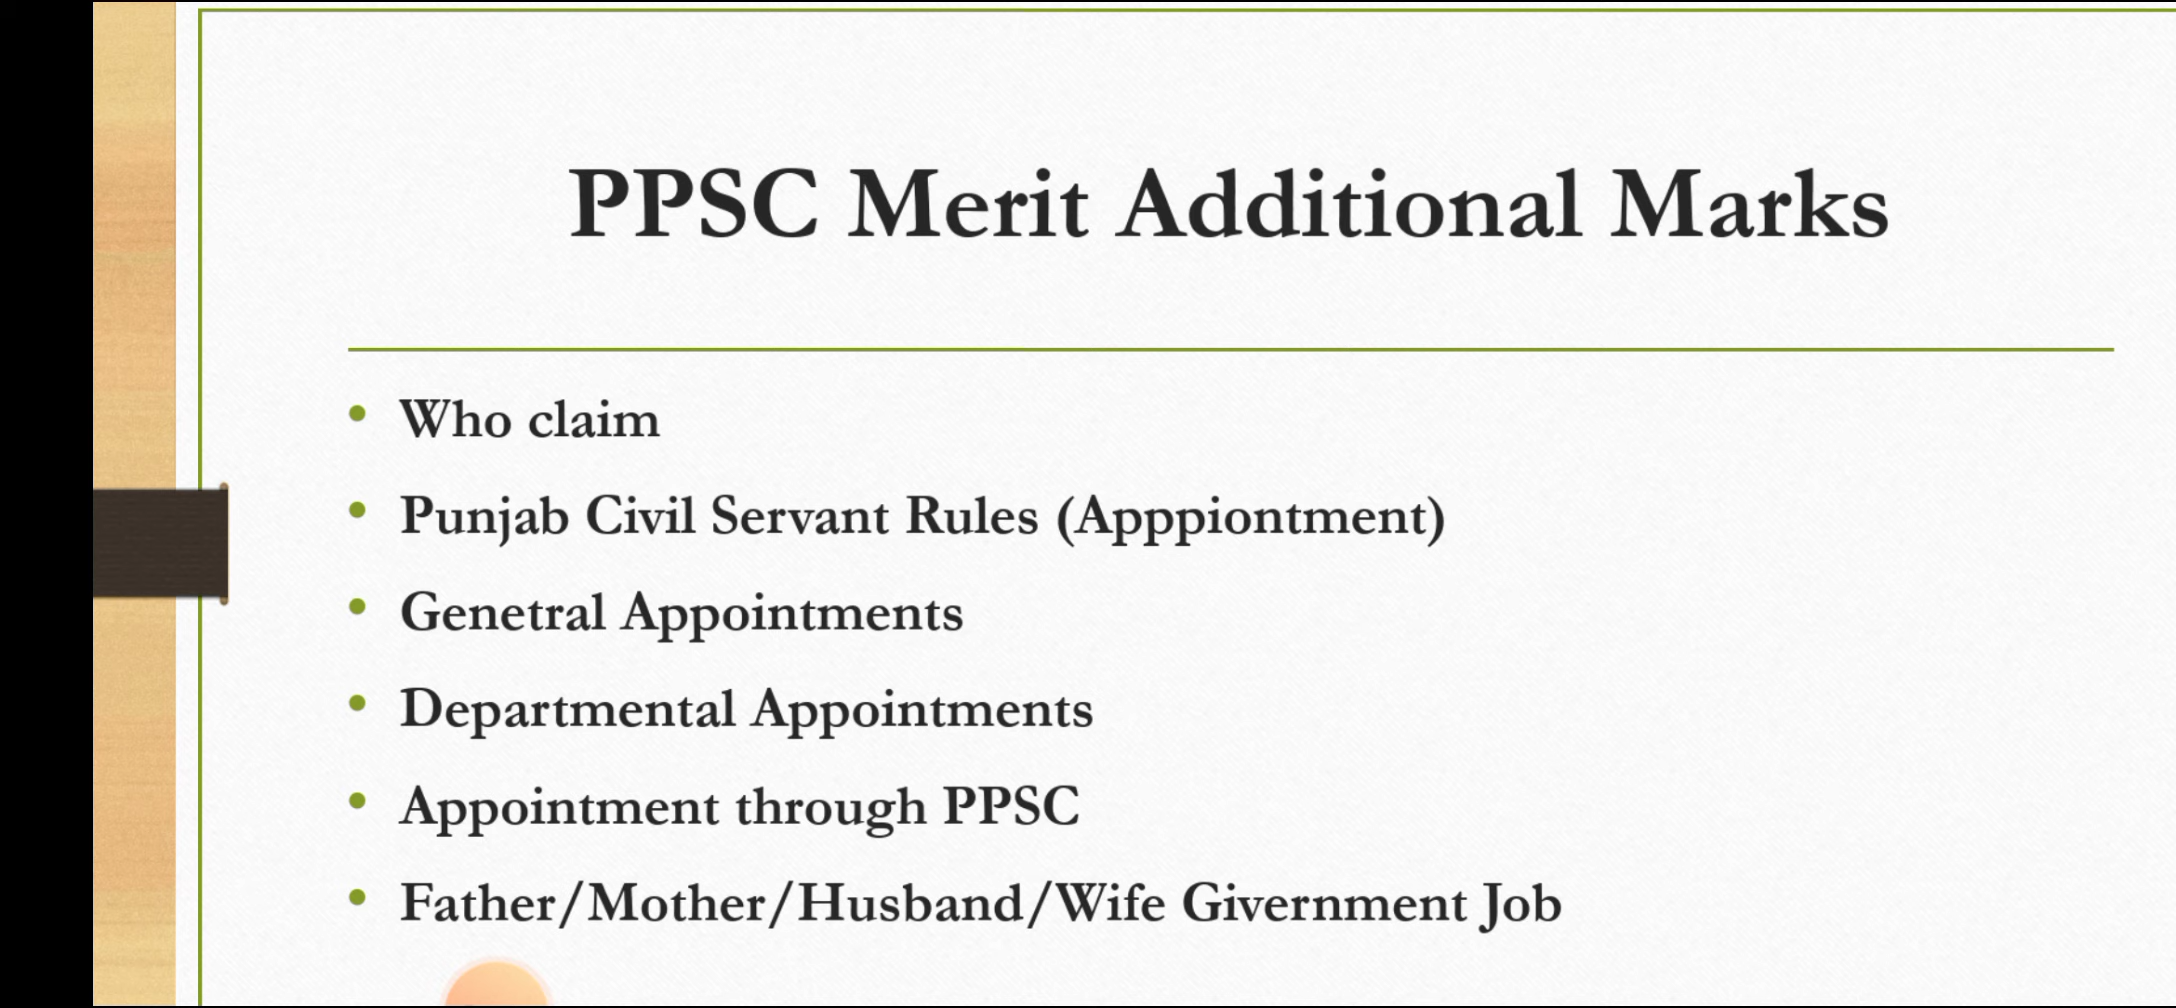 PPSC Merit Additional Marks
• Who claim
• Punjab Civil Servant Rules (Apppiontment)
• Genetral Appointments
• Departmental Appointments
• Appointment through PPSC
• Father/Mother/Husband/Wife Givernment Job